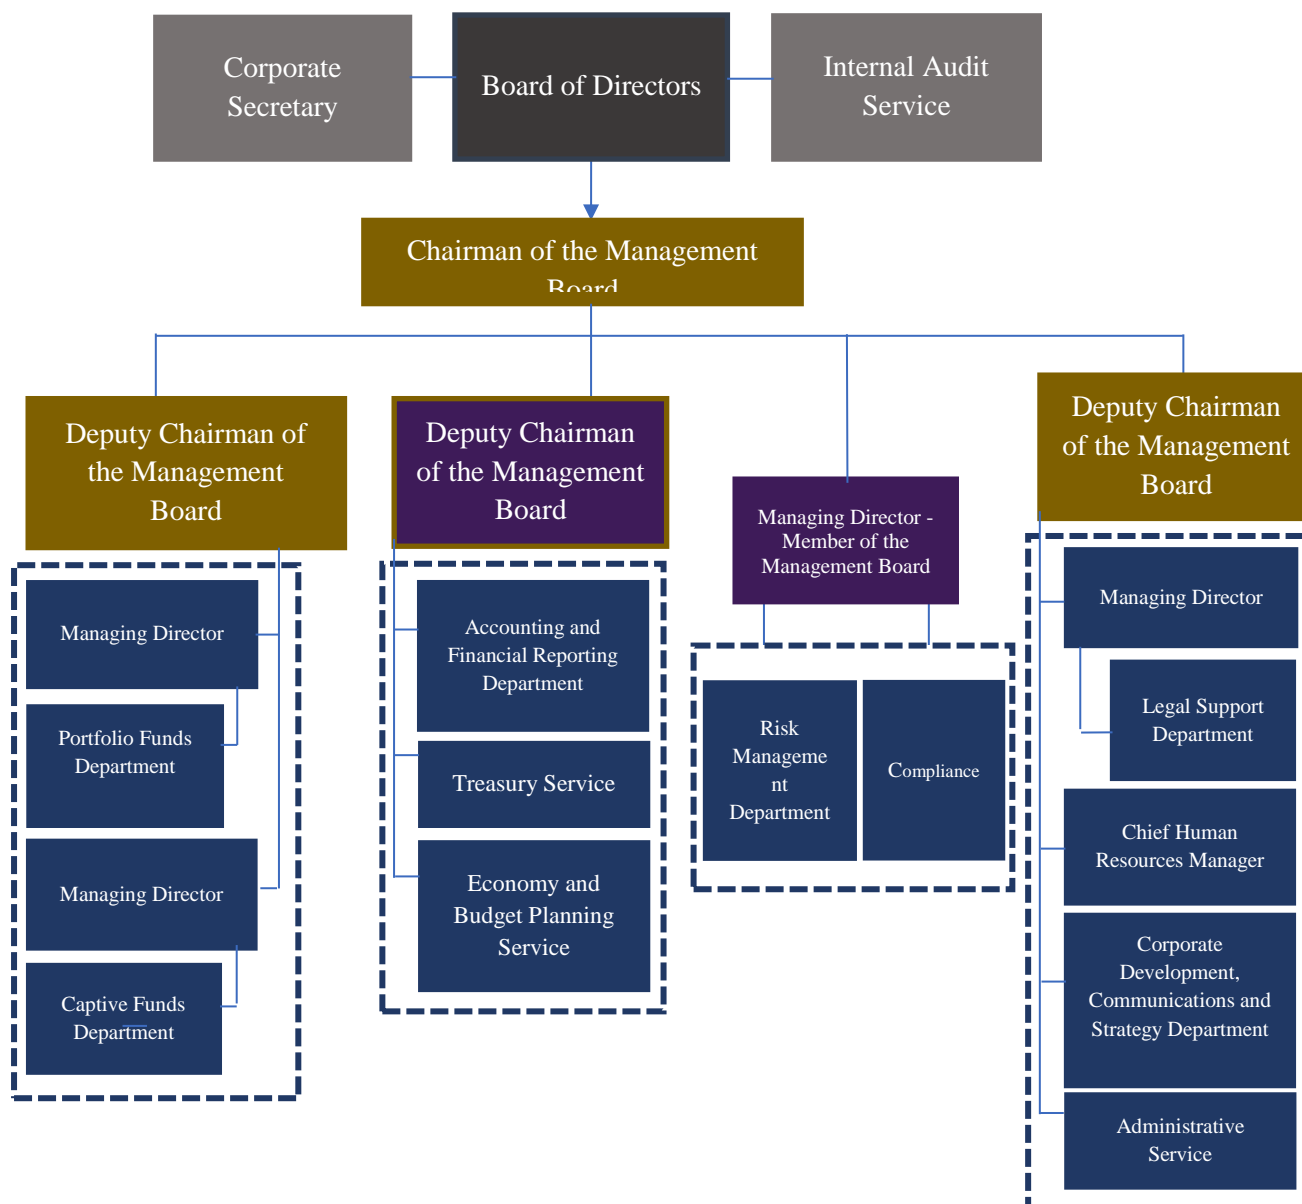 Corporate
Secretary
Board of Directors
Internal Audit
Service
Chairman of the Management
Board
Deputy Chairman of
the Management
Board
Deputy Chairman
of the Management
Board
Managing Director -
Member of the
Management Board
Deputy Chairman
of the Management
Board
Managing Director
Portfolio Funds
Department
Managing Director
Captive Funds
Department
Accounting and
Financial Reporting
Department
Treasury Service
Economy and
Budget Planning
Service
Risk
Manageme
nt
Department
Compliance
Managing Director
Legal Support
Department
Chief Human
Resources Manager
Corporate
Development,
Communications and
Strategy Department
Administrative
Service